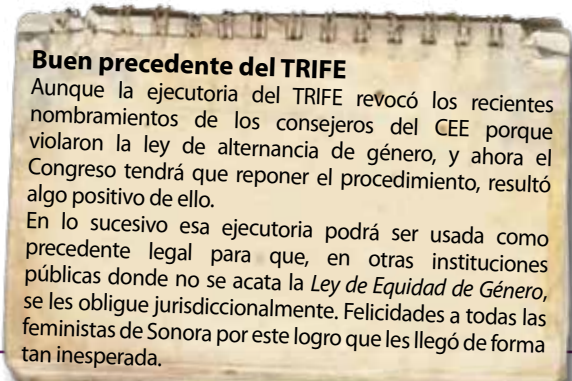 Buen precedente del TRIFE
Aunque la ejecutoria del TRIFE revocó los recientes
nombramientos de los consejeros del CEE porque
violaron la ley de alternancia de género, y ahora el
Congreso tendrá que reponer el procedimiento, resultó
algo positivo de ello.
En lo sucesivo esa ejecutoria podrá ser usada como
precedente legal para que, en otras instituciones
públicas donde no se acata la Ley de Equidad de Género,
se les obligue jurisdiccionalmente. Felicidades a todas las
feministas de Sonora por este logro que les llegó de forma
tan inesperada.